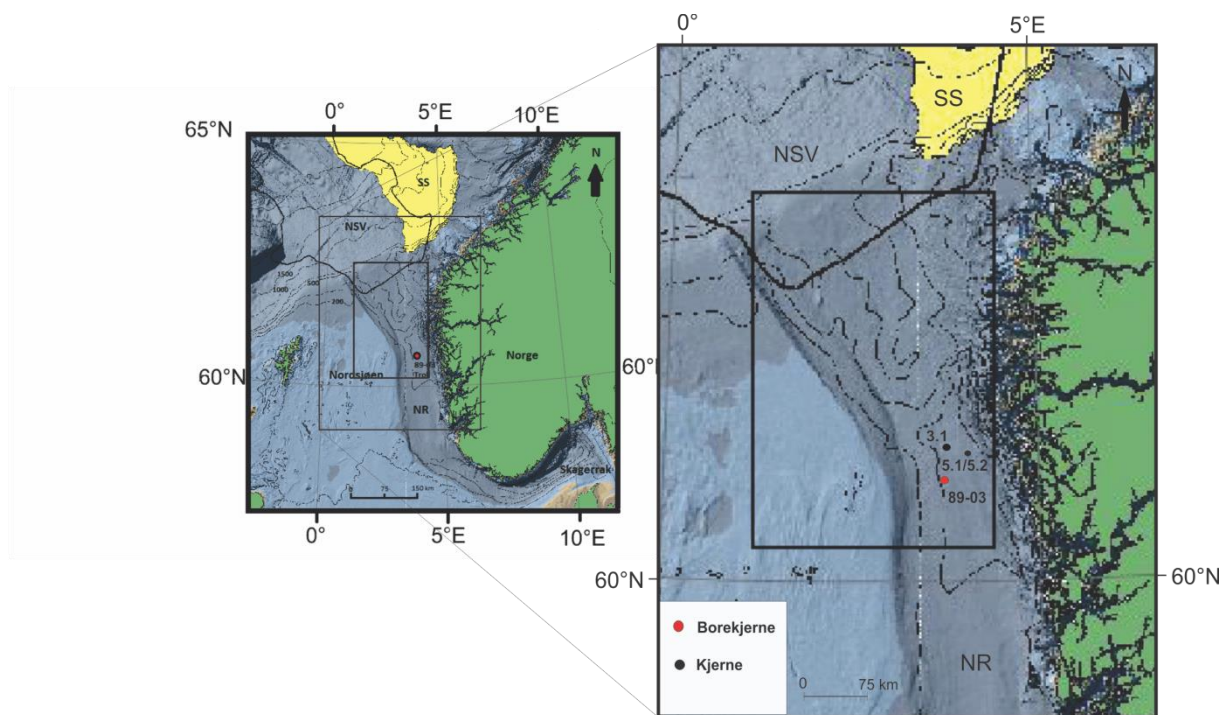 0°
5°E
10°E
65°N
N
SS
NSV
1500
1000
500
200
60°N
Nordsjøen
89-03
Troll
Norge
NR
Skagerrak
0
75
150 km
0°
5°E
10°E
0°
5°E
N
SS
NSV
60°N
3.1
5.1/5.2
89-03
60°N
60°N
NR
Borekjerne
Kjerne
0
75 km